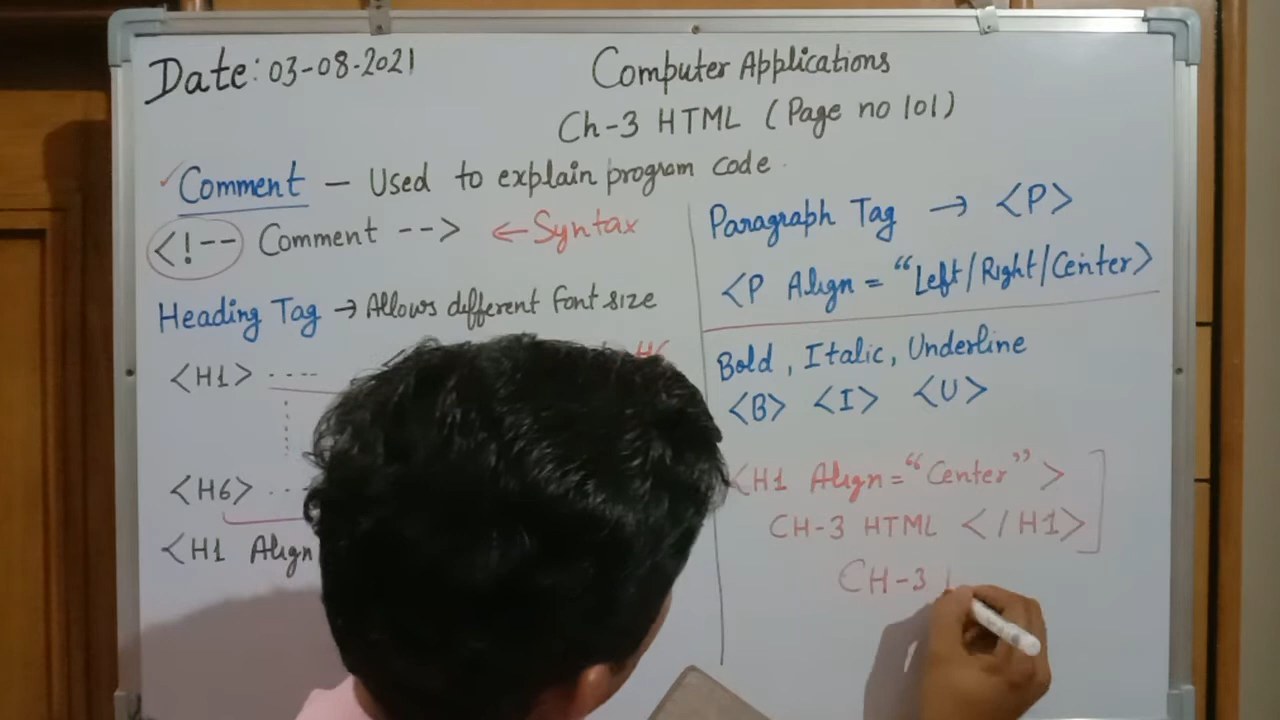 Date: 03-08-2021
Computer Applications
Ch-3 HTML (Page no 101)
Comment – Used to explain program code
<!-- Comment --> ← Syntax
Heading Tag → Allows different font size
<H1> ----
H6
<H6>
<H1 Align
Paragraph Tag → <P>
<P Align = “Left/Right/Center>
Bold, Italic, Underline
<B> <I> <U>
<H1 Align = “Center” >
CH-3 HTML </H1>
CH-3